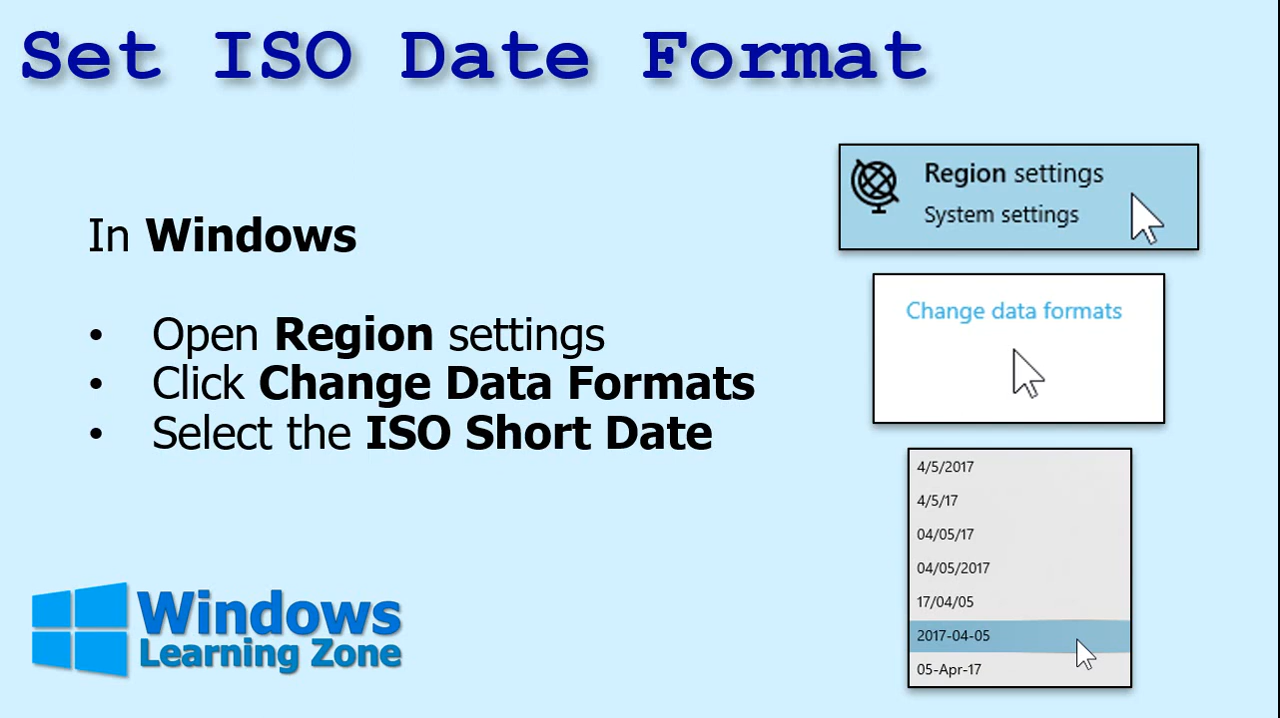 Set ISO Date Format
In Windows
• Open Region settings
• Click Change Data Formats
• Select the ISO Short Date
Region settings
System settings
Change data formats
4/5/2017
4/5/17
04/05/17
04/05/2017
17/04/05
2017-04-05
05-Apr-17
Windows
Learning Zone